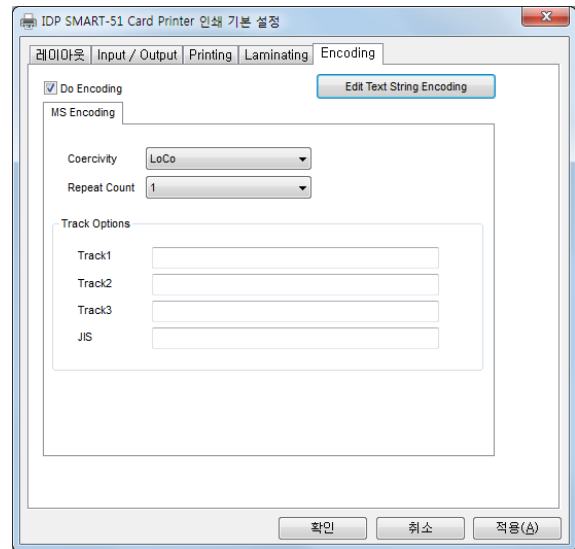 IDP SMART-51 Card Printer 인쇄 기본 설정
레이아웃 Input / Output Printing Laminating Encoding
Do Encoding Edit Text String Encoding
MS Encoding
Coercivity LoCo
Repeat Count 1
Track Options
Track1
Track2
Track3
JIS
확인 취소 적용(A)